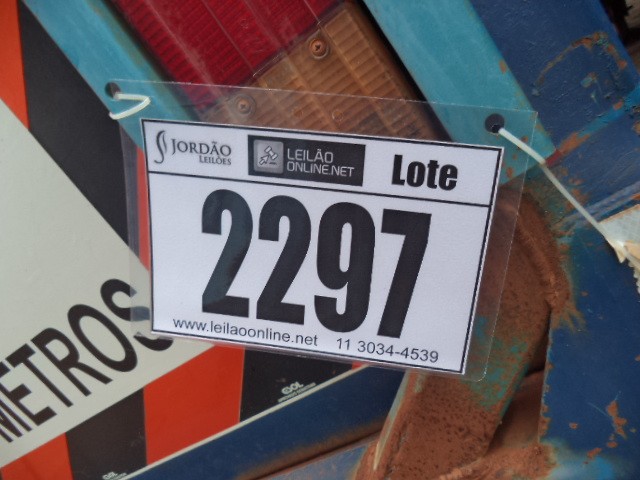 JORDÃO
LEILÕES
LEILÃO
ONLINE.NET
Lote
2297
www.leilaoonline.net 11 3034-4539
METROS